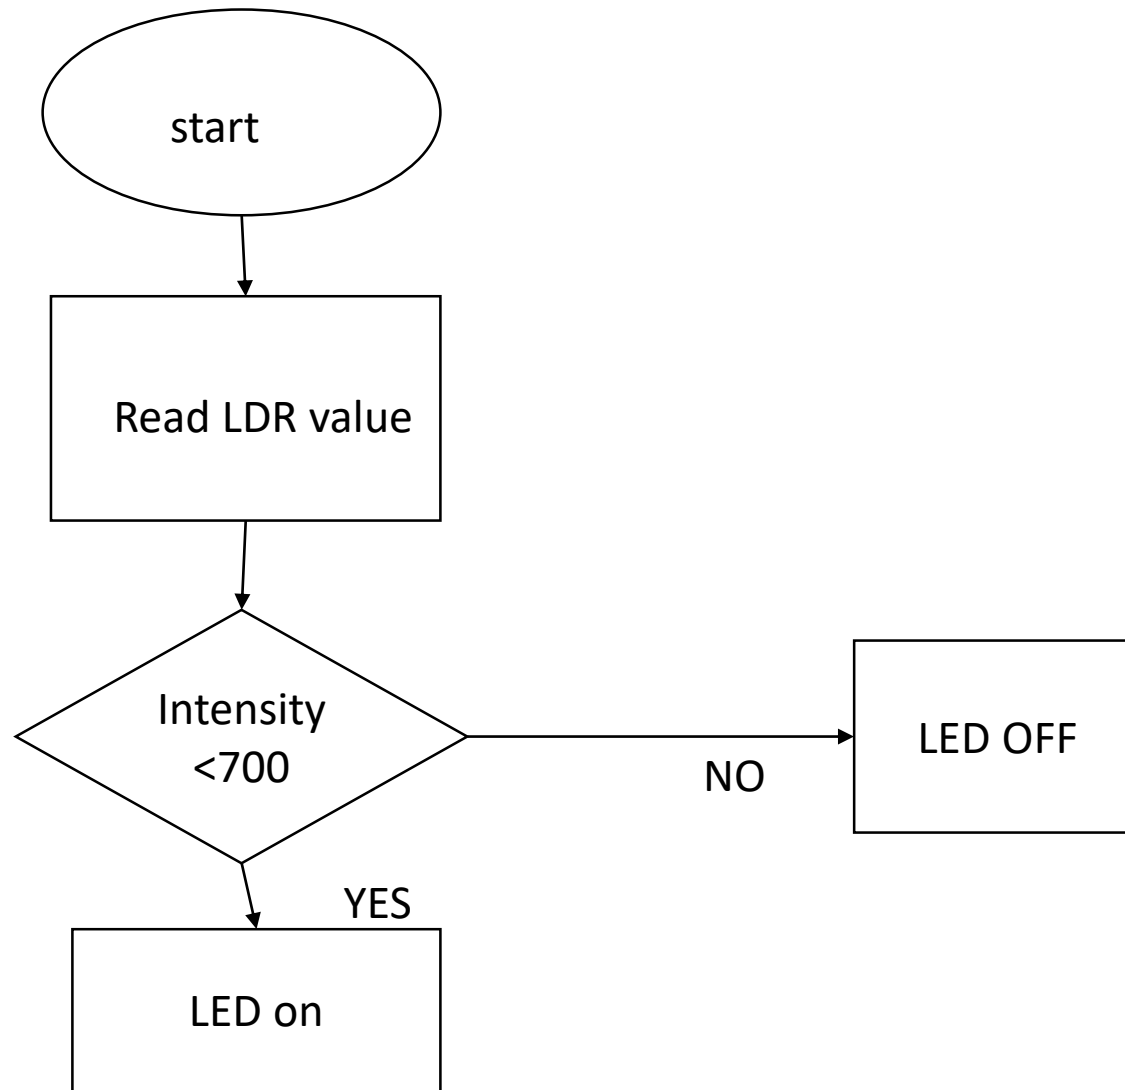 start
Read LDR value
Intensity
<700
LED OFF
NO
YES
LED on